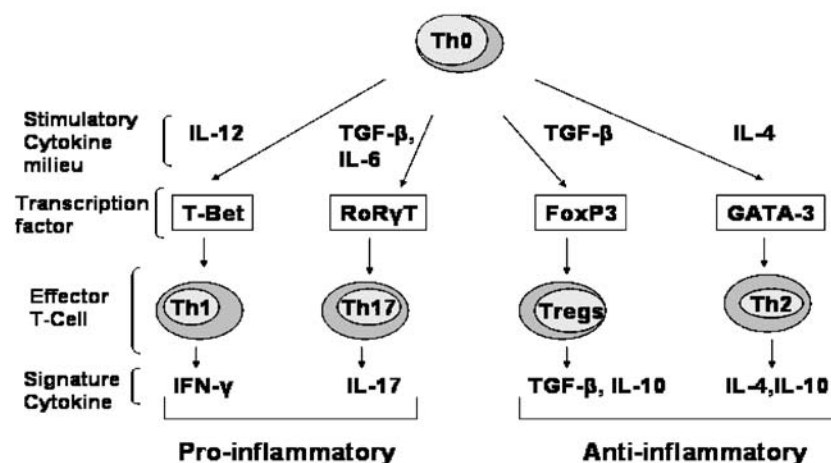 Th0
Stimulatory
Cytokine
milieu
IL-12
TGF-β,
IL-6
TGF-β
IL-4
Transcription
factor
T-Bet
RoRγT
FoxP3
GATA-3
Effector
T-Cell
Th1
Th17
Tregs
Th2
Signature
Cytokine
IFN-γ
IL-17
TGF-β, IL-10
IL-4,IL-10
Pro-inflammatory
Anti-inflammatory